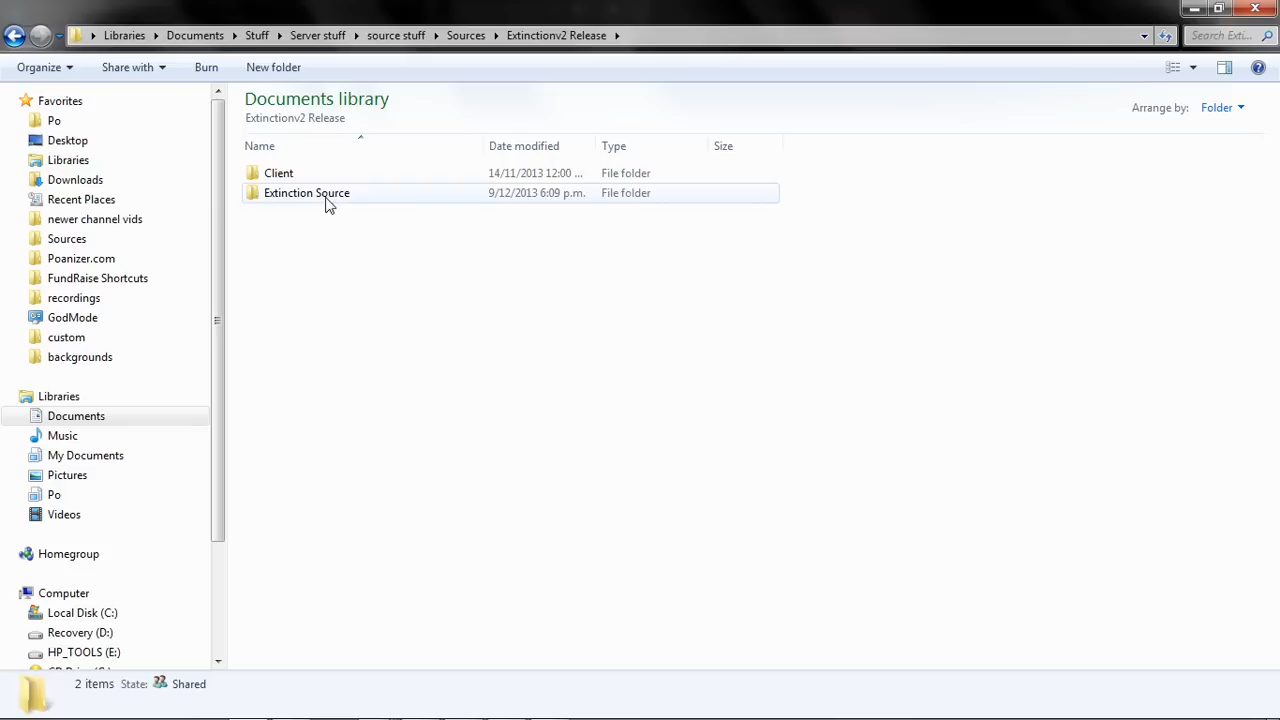 Libraries Documents Stuff Server stuff source stuff Sources Extinctionv2 Release
Search Exti...
Organize Share with Burn New folder
Favorites
Po
Desktop
Libraries
Downloads
Recent Places
newer channel vids
Sources
Poanizer.com
FundRaise Shortcuts
recordings
GodMode
custom
backgrounds
Libraries
Documents
Music
My Documents
Pictures
Po
Videos
Homegroup
Computer
Local Disk (C:)
Recovery (D:)
HP_TOOLS (E:)
Documents library
Extinctionv2 Release
Arrange by: Folder
Name Date modified Type Size
Client 14/11/2013 12:00 ... File folder
Extinction Source 9/12/2013 6:09 p.m. File folder
2 items State: Shared